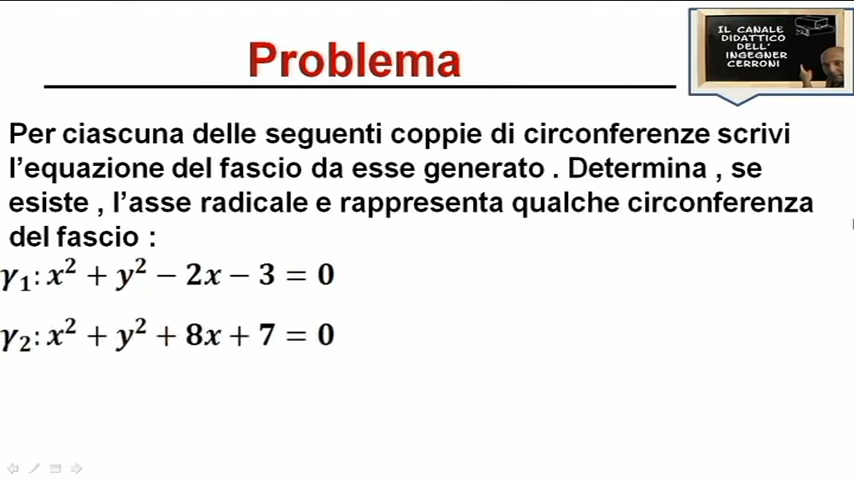 Problema
IL CANALE
DIDATTICO
DELL'
INGEGNER
CERRONI
Per ciascuna delle seguenti coppie di circonferenze scrivi
l'equazione del fascio da esse generato . Determina , se
esiste , l'asse radicale e rappresenta qualche circonferenza
del fascio :
γ₁: x² + y² − 2x − 3 = 0
γ₂: x² + y² + 8x + 7 = 0